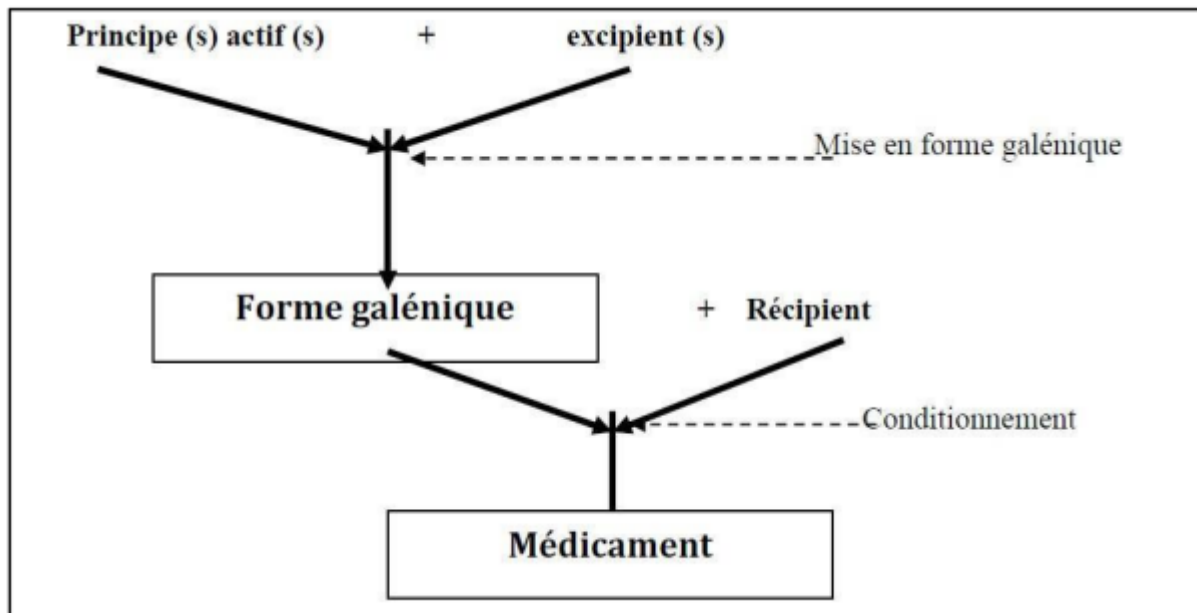 Principe (s) actif (s) + excipient (s)
Mise en forme galénique
Forme galénique + Récipient
Conditionnement
Médicament